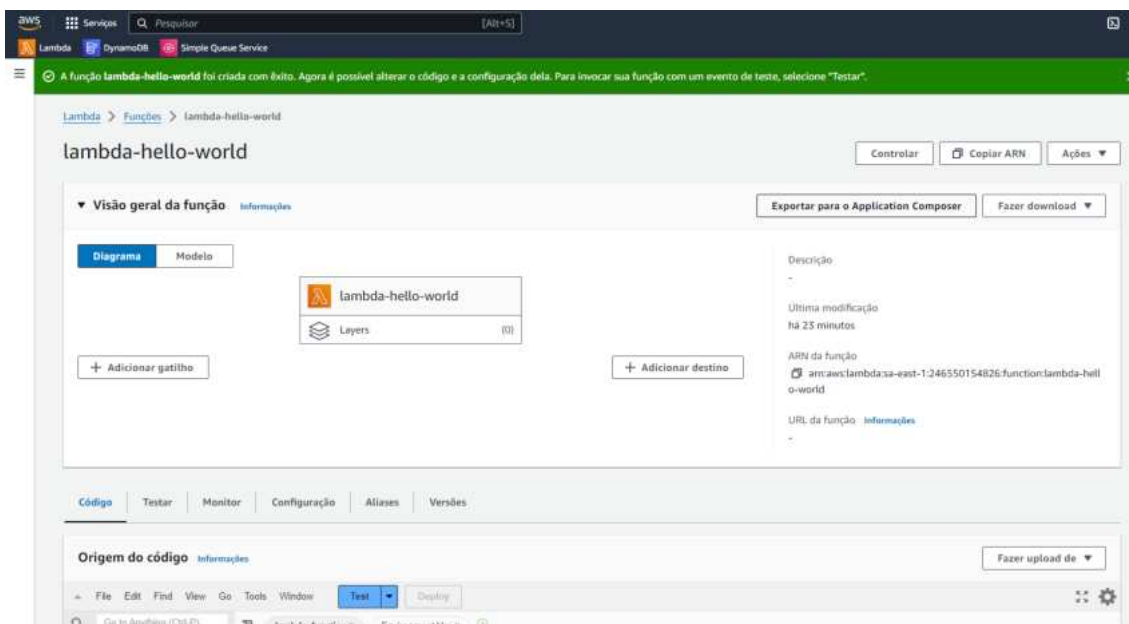 aws
Serviços
Pesquisar
[Alt+S]
Lambda DynamoDB Simple Queue Service
A função lambda-hello-world foi criada com êxito. Agora é possível alterar o código e a configuração dela. Para invocar sua função com um evento de teste, selecione "Testar".
Lambda > Funções > lambda-hello-world
lambda-hello-world
Controlar
Copiar ARN
Ações
Visão geral da função Informações
Exportar para o Application Composer
Fazer download
Diagrama
Modelo
lambda-hello-world
Layers (0)
+ Adicionar gatilho
+ Adicionar destino
Descrição
-
Última modificação
há 23 minutos
ARN da função
arn:aws:lambda:sa-east-1:246550154826:function:lambda-hell
o-world
URL da função Informações
-
Código Testar Monitor Configuração Aliases Versões
Origem do código Informações
Fazer upload de
File Edit Find View Go Tools Window
Test
Deploy
Go to Anything (Ctrl-P)